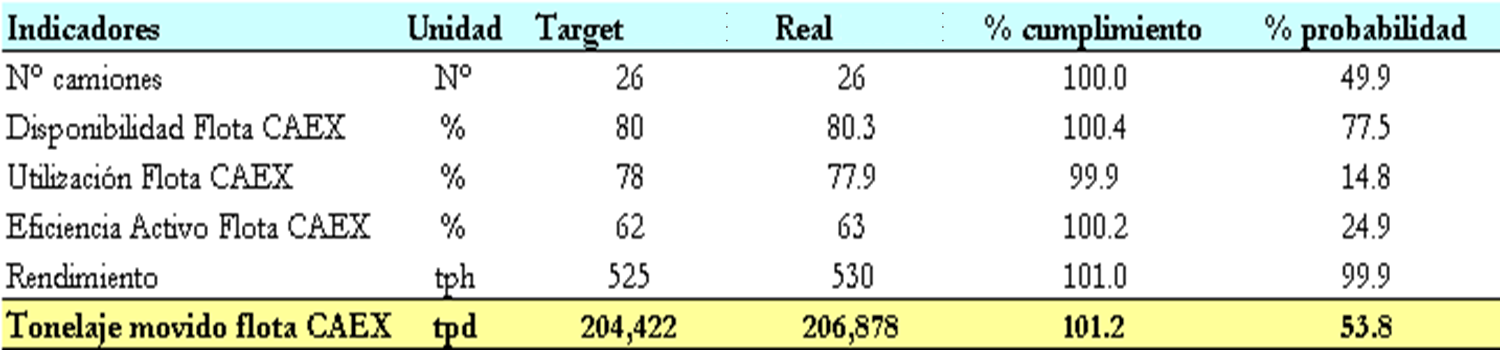 Indicadores Unidad Target Real % cumplimiento % probabilidad
Nº camiones Nº 26 26 100.0 49.9
Disponibilidad Flota CAEX % 80 80.3 100.4 77.5
Utilización Flota CAEX % 78 77.9 99.9 14.8
Eficiencia Activo Flota CAEX % 62 63 100.2 24.9
Rendimiento tph 525 530 101.0 99.9
Tonelaje movido flota CAEX tpd 204,422 206,878 101.2 53.8